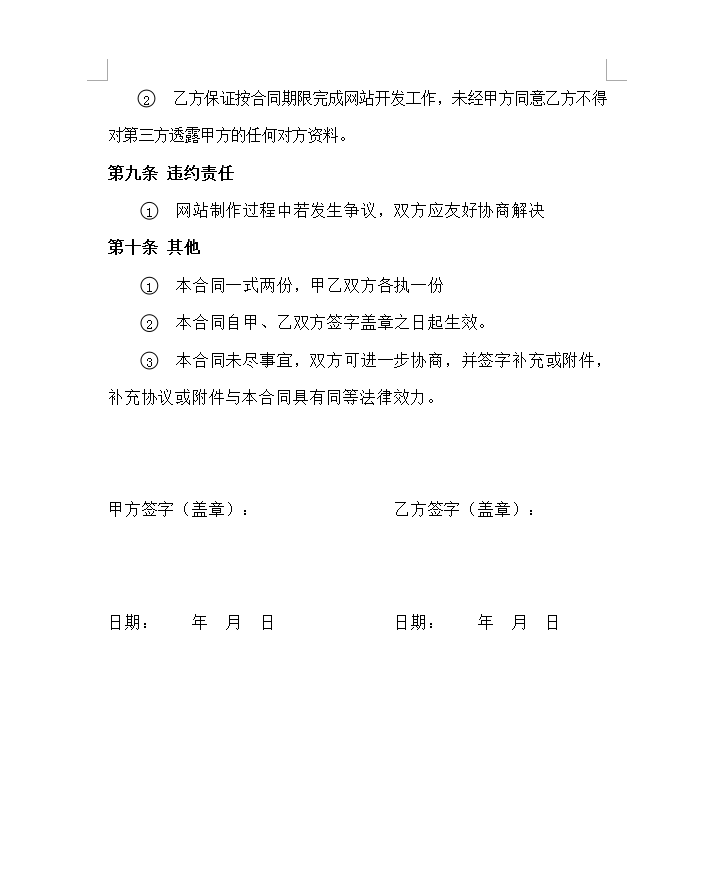 ② 乙方保证按合同期限完成网站开发工作，未经甲方同意乙方不得
对第三方透露甲方的任何对方资料。
第九条 违约责任
① 网站制作过程中若发生争议，双方应友好协商解决
第十条 其他
① 本合同一式两份，甲乙双方各执一份
② 本合同自甲、乙双方签字盖章之日起生效。
③ 本合同未尽事宜，双方可进一步协商，并签字补充或附件，
补充协议或附件与本合同具有同等法律效力。
甲方签字（盖章）： 乙方签字（盖章）：
日期： 年 月 日 日期： 年 月 日